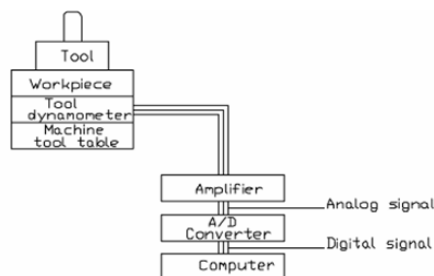 Tool
Workpiece
Tool
dynamometer
Machine
tool table
Amplifier
Analog signal
A/D
Converter
Digital signal
Computer